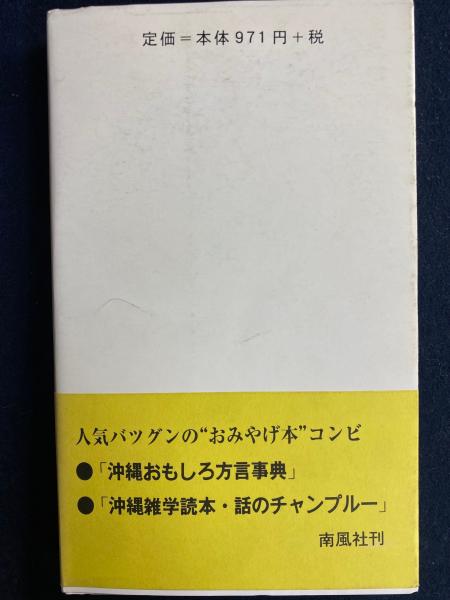 定価＝本体971円＋税
人気バツグンの“おみやげ本”コンビ
●「沖縄おもしろ方言事典」
●「沖縄雑学読本・話のチャンプルー」
南風社刊